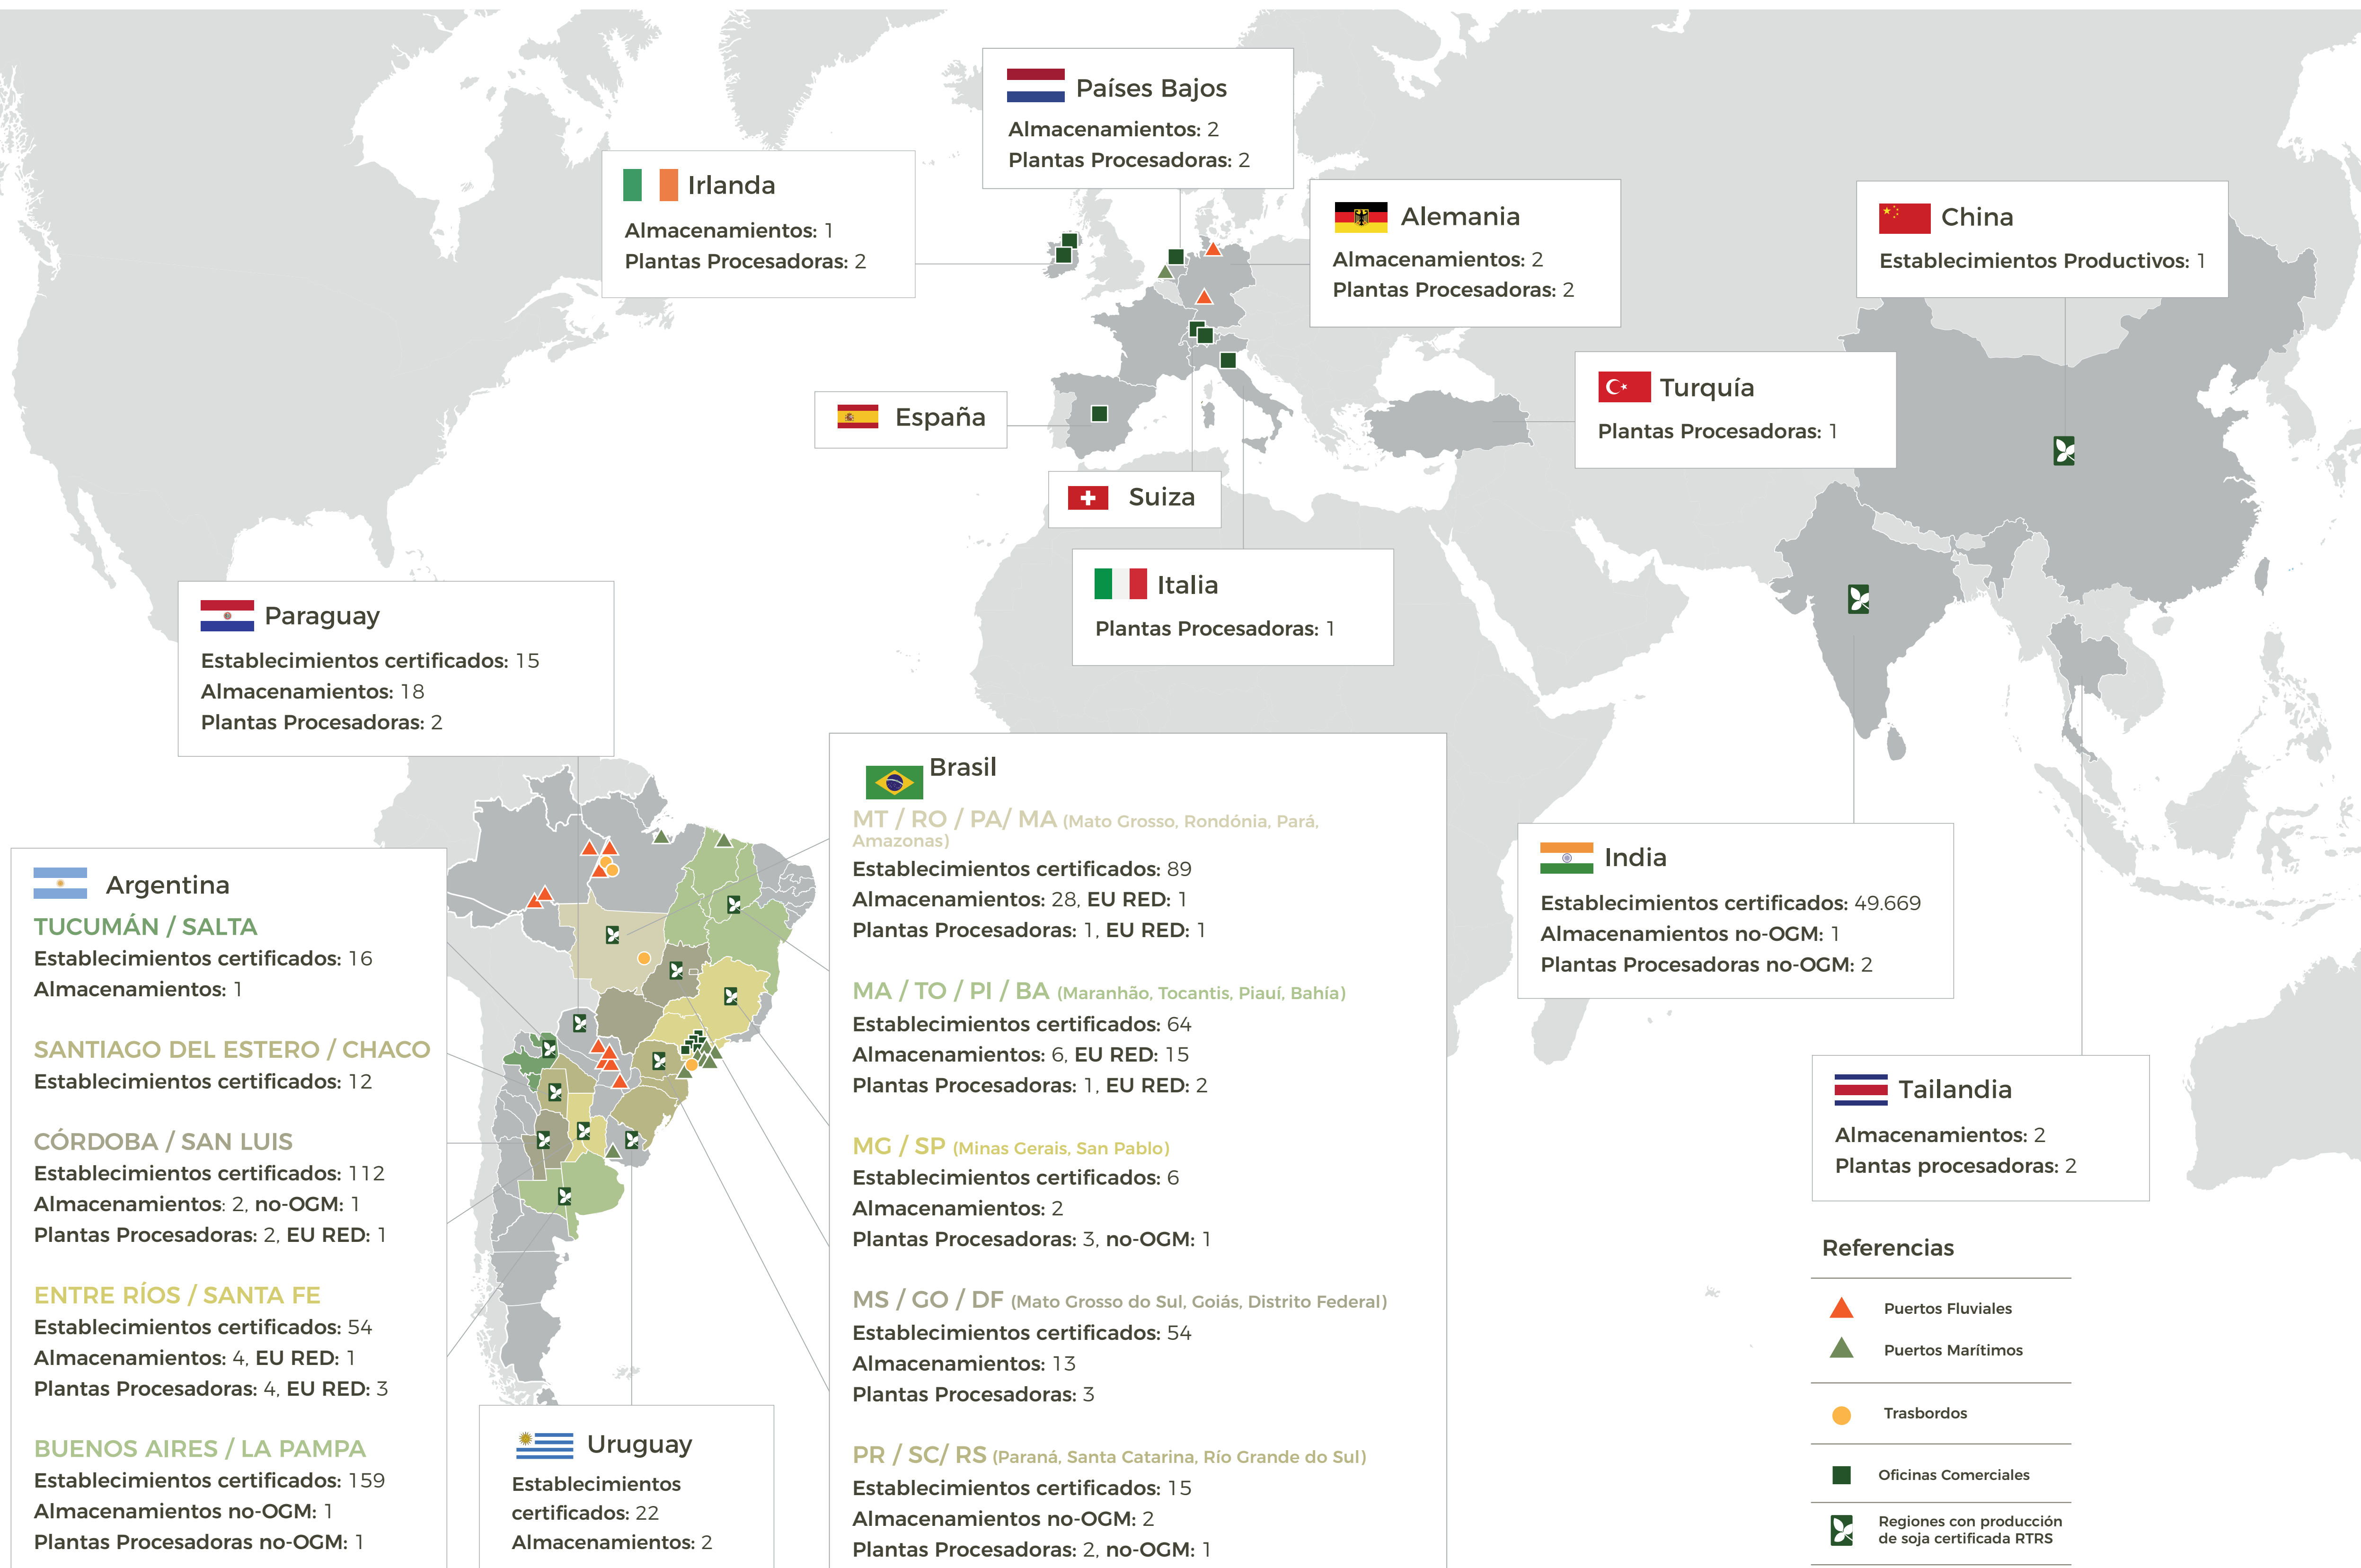 Países Bajos
Almacenamientos: 2
Plantas Procesadoras: 2
Irlanda
Almacenamientos: 1
Plantas Procesadoras: 2
Alemania
Almacenamientos: 2
Plantas Procesadoras: 2
China
Establecimientos Productivos: 1
Turquía
Plantas Procesadoras: 1
España
Suiza
Italia
Plantas Procesadoras: 1
Paraguay
Establecimientos certificados: 15
Almacenamientos: 18
Plantas Procesadoras: 2
Brasil
MT / RO / PA/ MA (Mato Grosso, Rondónia, Pará,
Amazonas)
Establecimientos certificados: 89
Almacenamientos: 28, EU RED: 1
Plantas Procesadoras: 1, EU RED: 1
MA / TO / PI / BA (Maranhão, Tocantis, Piauí, Bahía)
Establecimientos certificados: 64
Almacenamientos: 6, EU RED: 15
Plantas Procesadoras: 1, EU RED: 2
MG / SP (Minas Gerais, San Pablo)
Establecimientos certificados: 6
Almacenamientos: 2
Plantas Procesadoras: 3, no-OGM: 1
MS / GO / DF (Mato Grosso do Sul, Goiás, Distrito Federal)
Establecimientos certificados: 54
Almacenamientos: 13
Plantas Procesadoras: 3
PR / SC/ RS (Paraná, Santa Catarina, Río Grande do Sul)
Establecimientos certificados: 15
Almacenamientos no-OGM: 2
Plantas Procesadoras: 2, no-OGM: 1
Argentina
TUCUMÁN / SALTA
Establecimientos certificados: 16
Almacenamientos: 1
SANTIAGO DEL ESTERO / CHACO
Establecimientos certificados: 12
CÓRDOBA / SAN LUIS
Establecimientos certificados: 112
Almacenamientos: 2, no-OGM: 1
Plantas Procesadoras: 2, EU RED: 1
ENTRE RÍOS / SANTA FE
Establecimientos certificados: 54
Almacenamientos: 4, EU RED: 1
Plantas Procesadoras: 4, EU RED: 3
BUENOS AIRES / LA PAMPA
Establecimientos certificados: 159
Almacenamientos no-OGM: 1
Plantas Procesadoras no-OGM: 1
Uruguay
Establecimientos
certificados: 22
Almacenamientos: 2
India
Establecimientos certificados: 49.669
Almacenamientos no-OGM: 1
Plantas Procesadoras no-OGM: 2
Tailandia
Almacenamientos: 2
Plantas procesadoras: 2
Referencias
Puertos Fluviales
Puertos Marítimos
Trasbordos
Oficinas Comerciales
Regiones con producción
de soja certificada RTRS